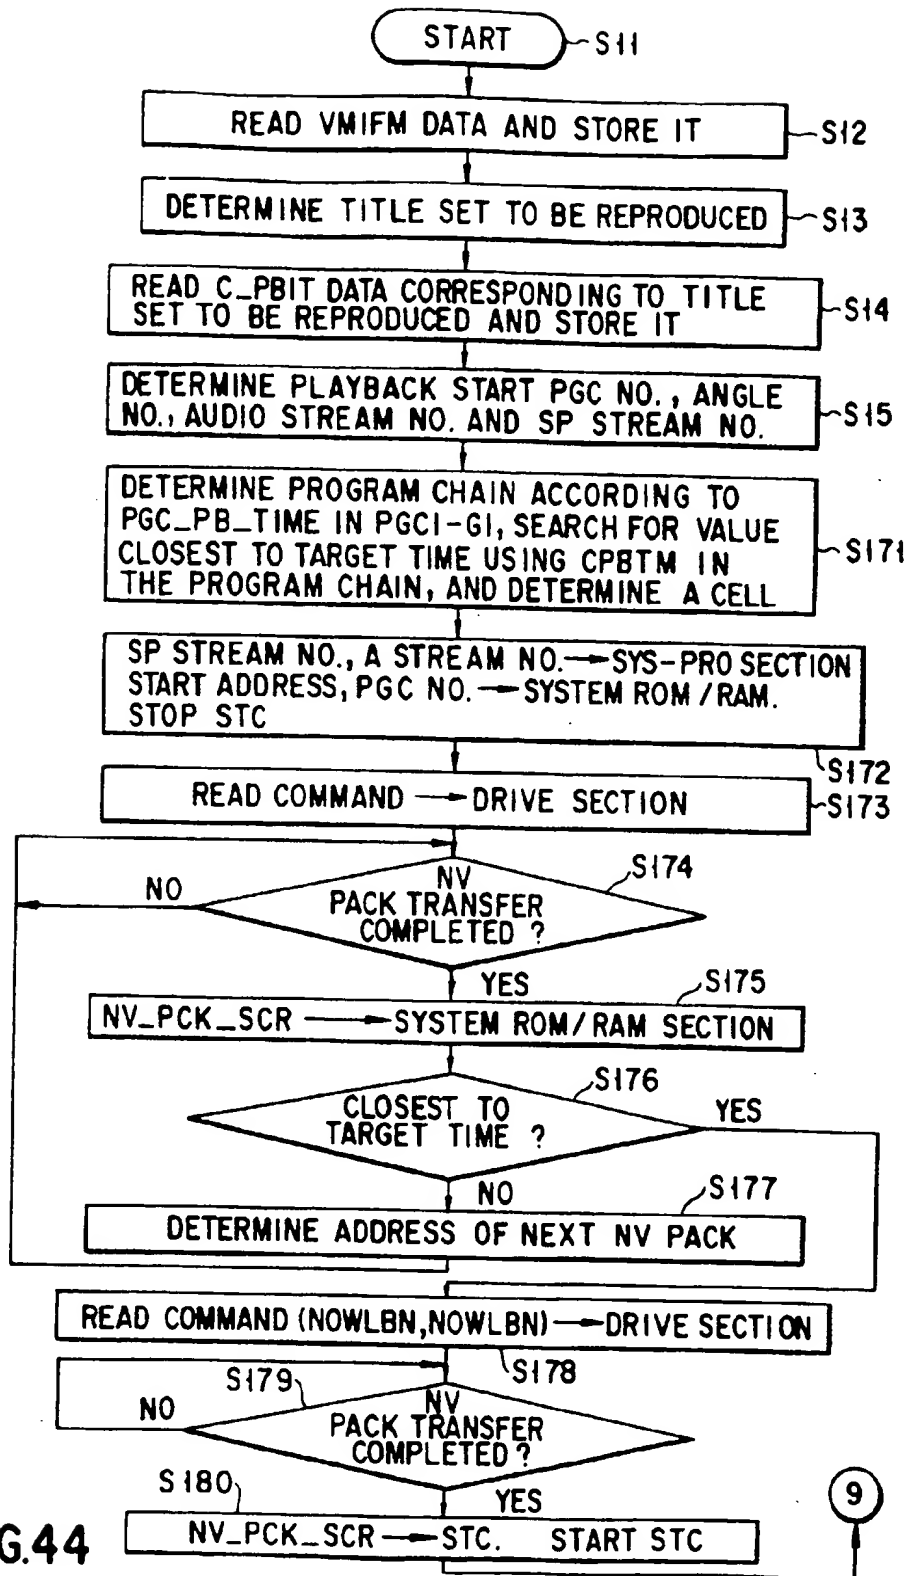 START
S11
READ VMIFM DATA AND STORE IT
S12
DETERMINE TITLE SET TO BE REPRODUCED
S13
READ C_PBIT DATA CORRESPONDING TO TITLE
SET TO BE REPRODUCED AND STORE IT
S14
DETERMINE PLAYBACK START PGC NO., ANGLE
NO., AUDIO STREAM NO. AND SP STREAM NO.
S15
DETERMINE PROGRAM CHAIN ACCORDING TO
PGC_PB_TIME IN PGCI-GI, SEARCH FOR VALUE
CLOSEST TO TARGET TIME USING CPBTM IN
THE PROGRAM CHAIN, AND DETERMINE A CELL
S171
SP STREAM NO., A STREAM NO.→SYS-PRO SECTION
START ADDRESS, PGC NO.→SYSTEM ROM/RAM.
STOP STC
S172
READ COMMAND→DRIVE SECTION
S173
S174
NO
NV
PACK TRANSFER
COMPLETED ?
YES
S175
NV_PCK_SCR→SYSTEM ROM/RAM SECTION
S176
CLOSEST TO
TARGET TIME ?
YES
NO
S177
DETERMINE ADDRESS OF NEXT NV PACK
READ COMMAND (NOWLBN,NOWLBN)→DRIVE SECTION
S178
S179
NO
NV
PACK TRANSFER
COMPLETED ?
YES
S180
9
NV_PCK_SCR→STC. START STC
G.44